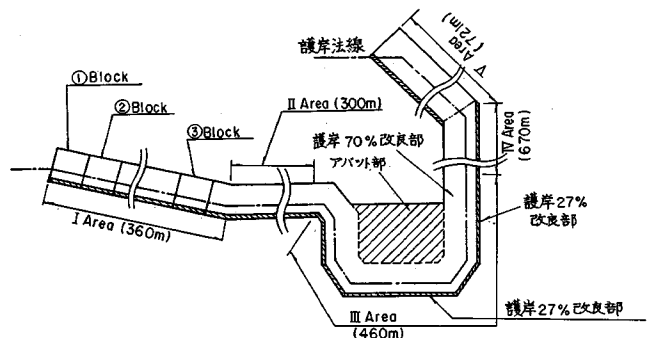 護岸法線
V Area
(721m)
①Block
②Block
③Block
II Area (300m)
護岸70%改良部
アバット部
IV Area
(670m)
護岸27%
改良部
I Area (360m)
護岸27%改良部
III Area
(460m)